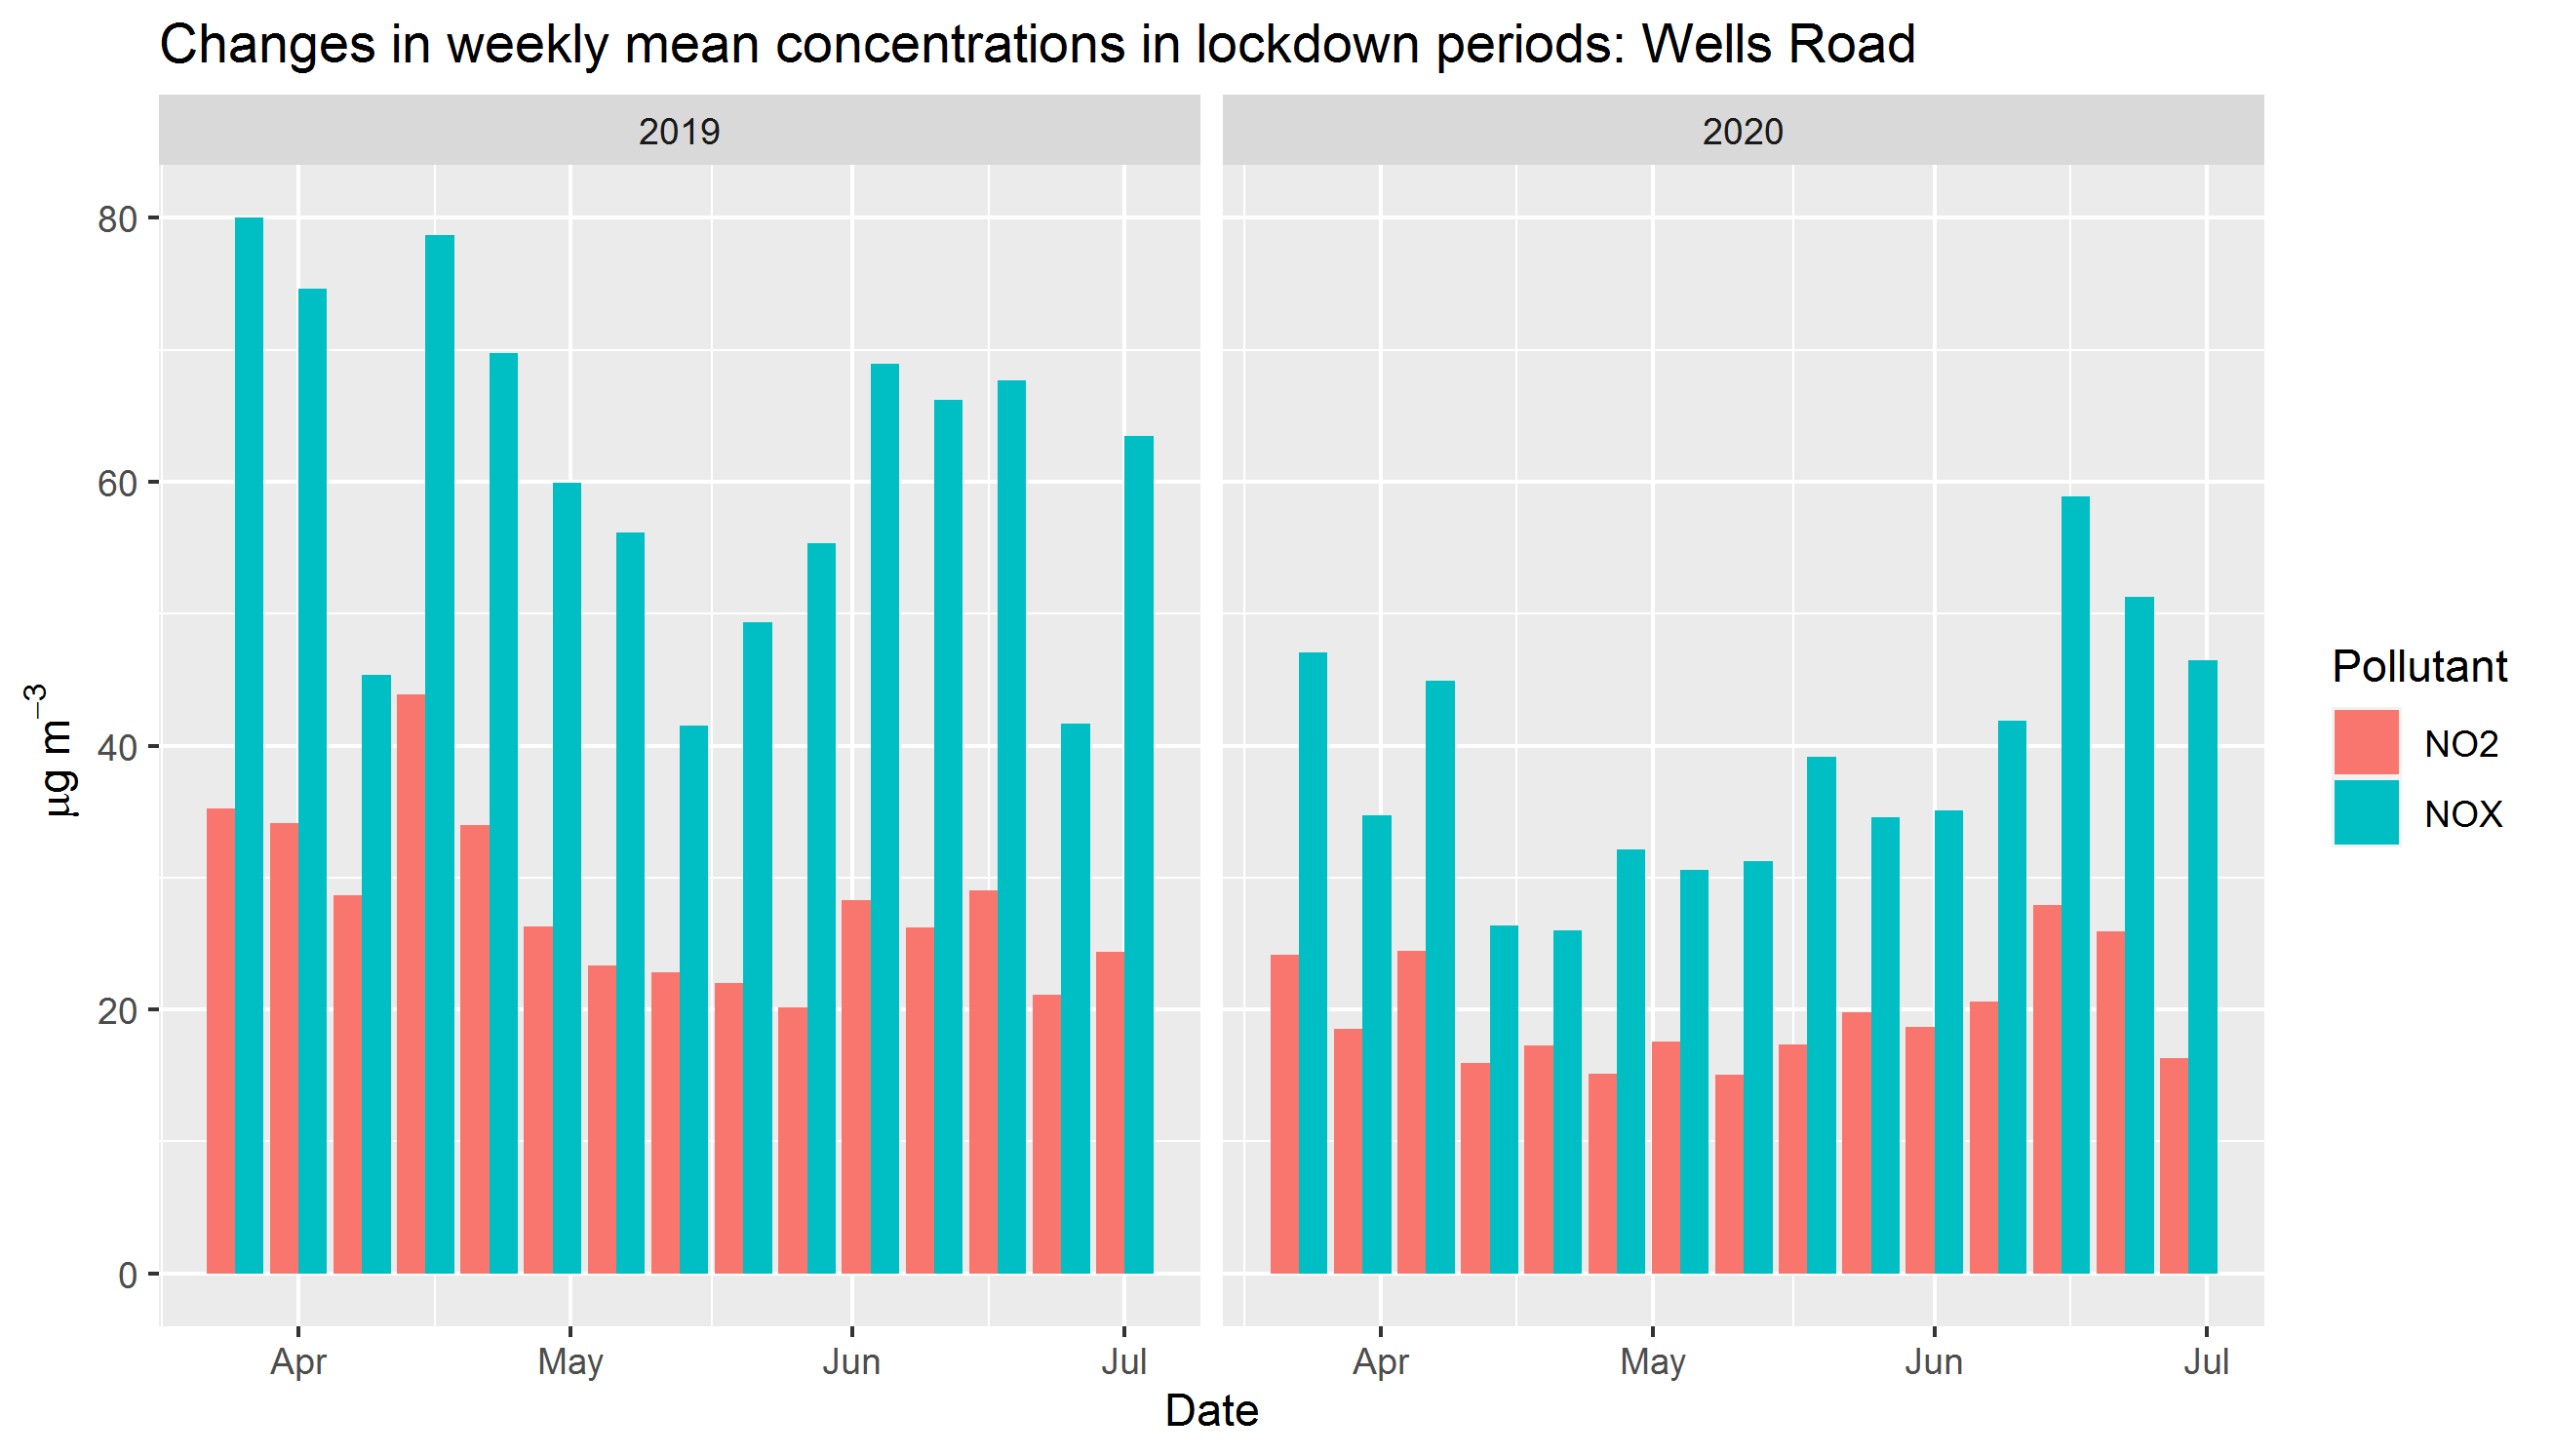 Changes in weekly mean concentrations in lockdown periods: Wells Road
2019
2020
80
60
40
20
0
µg m⁻³
Apr
May
Jun
Jul
Apr
May
Jun
Jul
Date
Pollutant
NO2
NOX